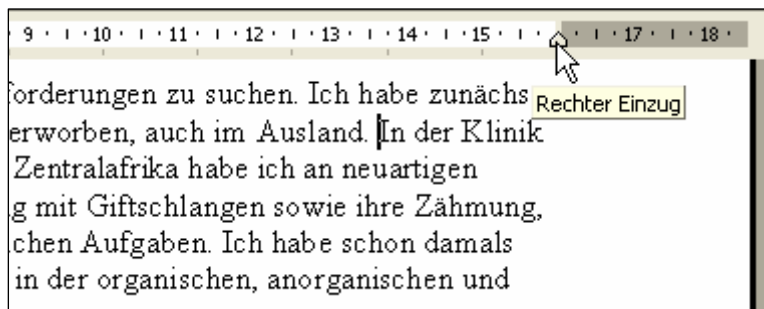 9 10 11 12 13 14 15 17 18
forderungen zu suchen. Ich habe zunächs
Rechter Einzug
erworben, auch im Ausland. In der Klinik
Zentralafrika habe ich an neuartigen
g mit Giftschlangen sowie ihre Zähmung,
chen Aufgaben. Ich habe schon damals
in der organischen, anorganischen und